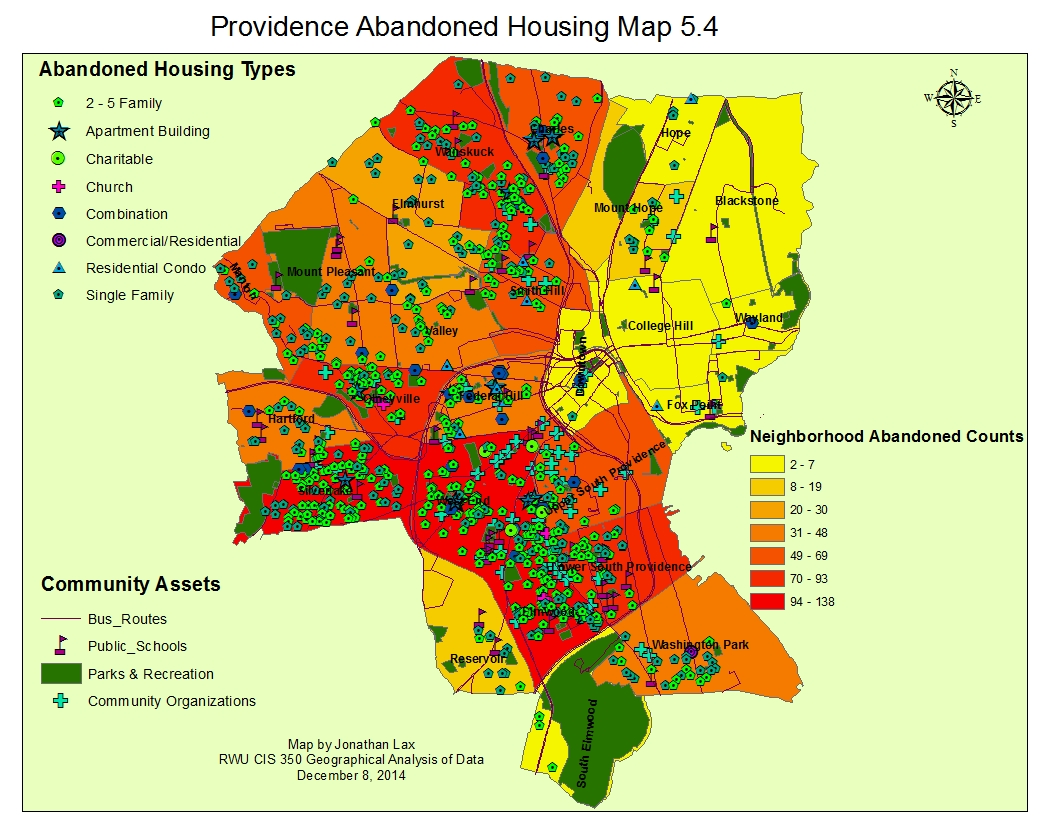 Providence Abandoned Housing Map 5.4
Abandoned Housing Types
2 - 5 Family
Apartment Building
Charitable
Church
Combination
Commercial/Residential
Residential Condo
Single Family
N
W E
S
Charles
Wanskuck
Hope
Elmhurst
Mount Hope
Blackstone
Mount Pleasant
Manton
Smith Hill
Valley
College Hill
Wayland
Downtown
Olneyville
Federal Hill
Fox Point
Hartford
Silver Lake
West End
Upper South Providence
Lower South Providence
Elmwood
Reservoir
Washington Park
South Elmwood
Neighborhood Abandoned Counts
2 - 7
8 - 19
20 - 30
31 - 48
49 - 69
70 - 93
94 - 138
Community Assets
Bus_Routes
Public_Schools
Parks & Recreation
Community Organizations
Map by Jonathan Lax
RWU CIS 350 Geographical Analysis of Data
December 8, 2014